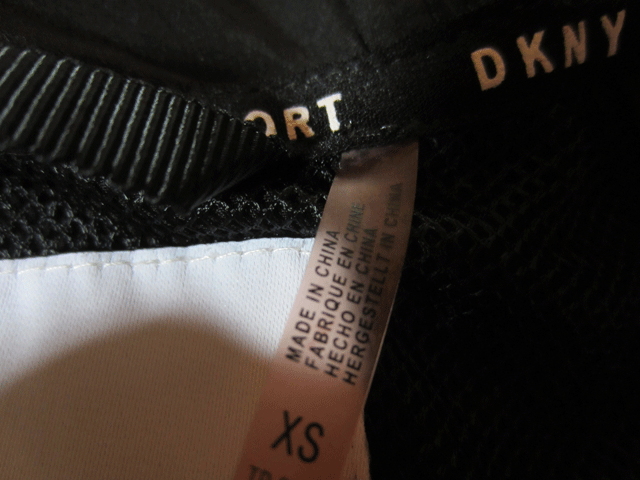 ORT DKNY
MADE IN CHINA
FABRIQUE EN CHINE
HECHO EN CHINA
HERGESTELLT IN CHINA
XS